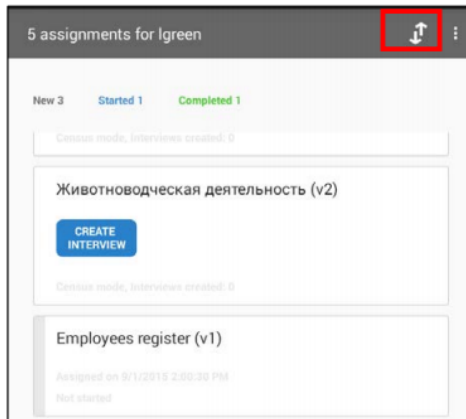 5 assignments for lgreen
New 3 Started 1 Completed 1
Census mode, Interviews created: 0
Животноводческая деятельность (v2)
CREATE
INTERVIEW
Census mode, Interviews created: 0
Employees register (v1)
Assigned on 9/1/2015 2:00:30 PM
Not started